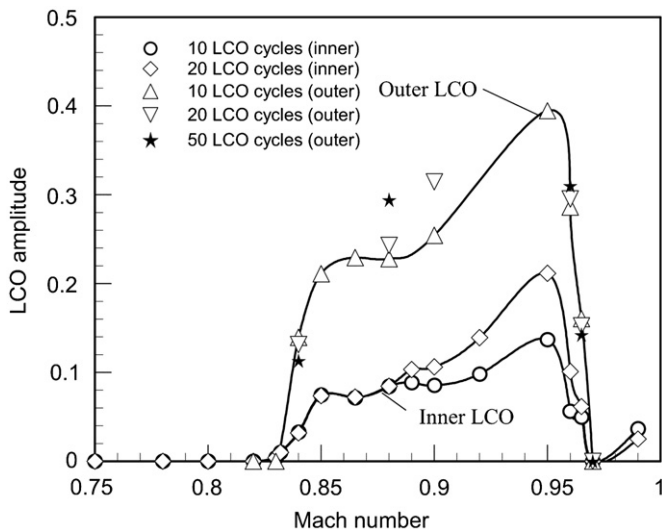 0.5
10 LCO cycles (inner)
20 LCO cycles (inner)
10 LCO cycles (outer)
20 LCO cycles (outer)
50 LCO cycles (outer)
Outer LCO
0.4
0.3
LCO amplitude
0.2
0.1
Inner LCO
0
0.75
0.8
0.85
0.9
0.95
1
Mach number